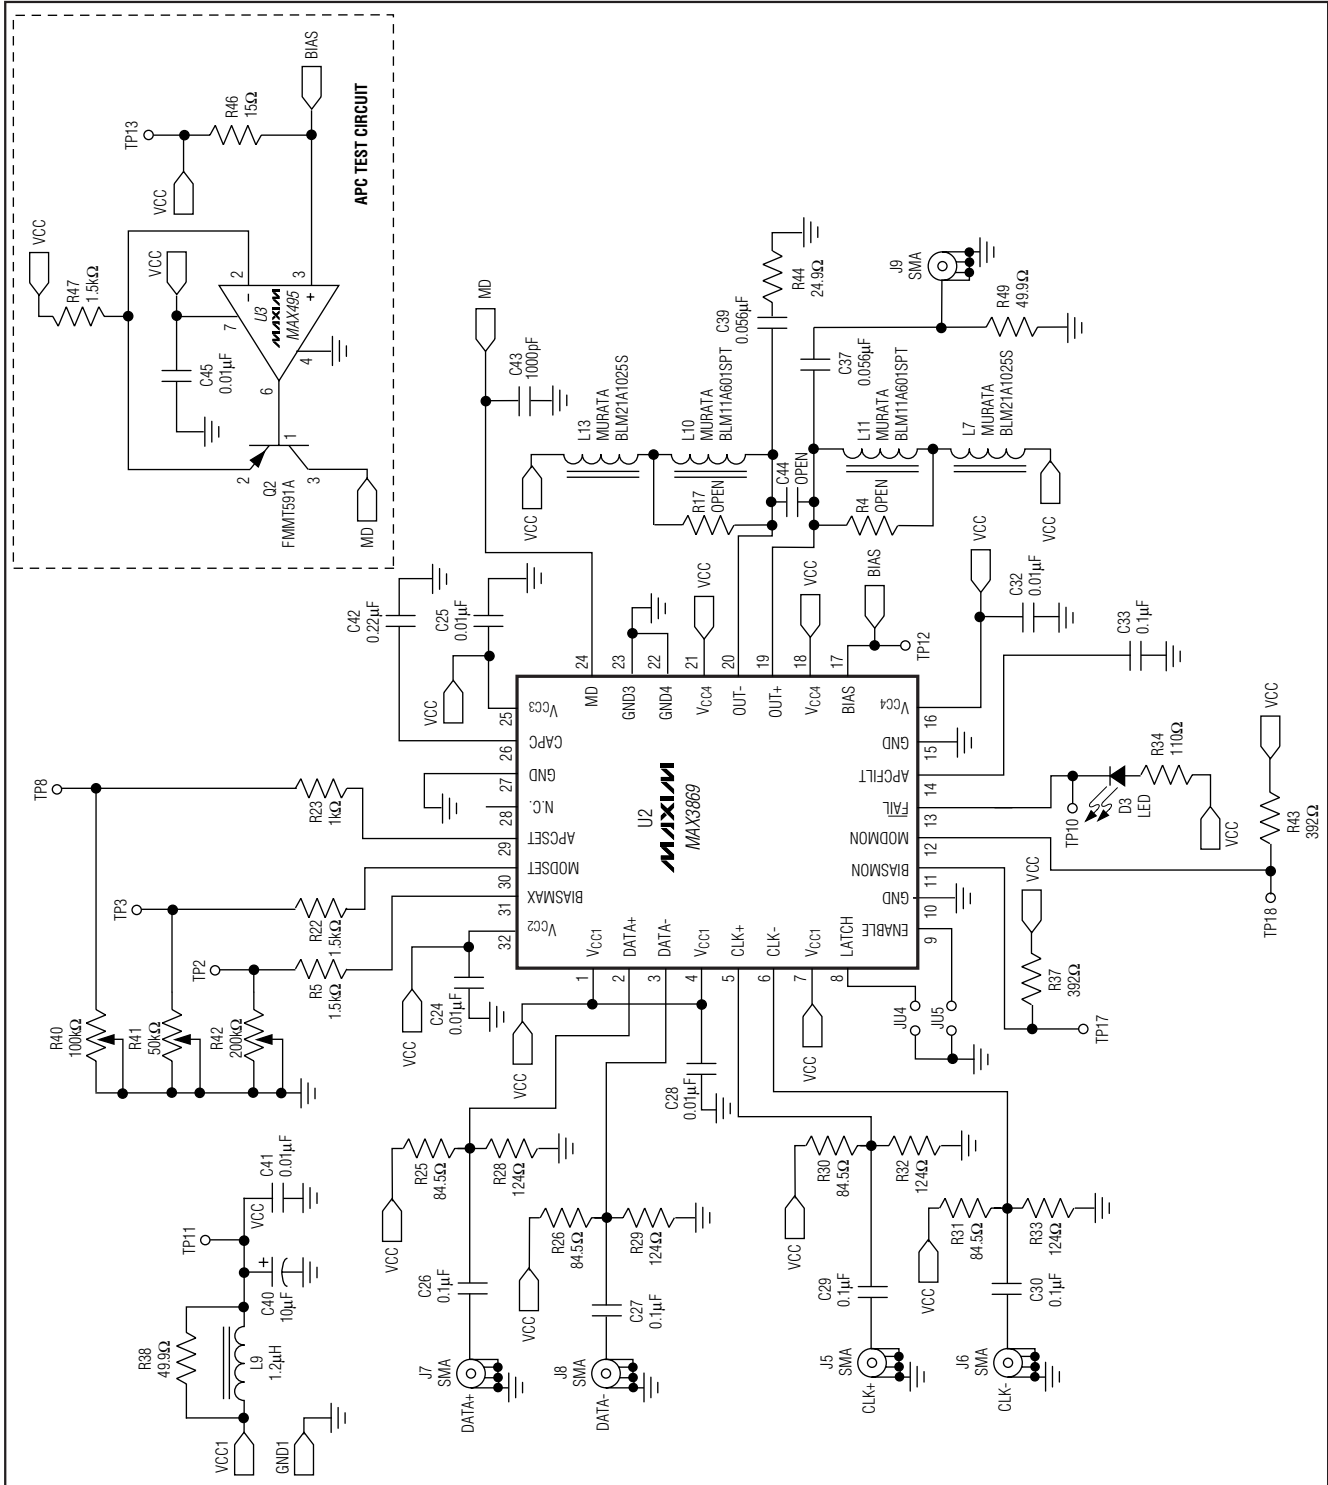 VCC1
GND1
R38
49.9Ω
L9
1.2µH
C40
10µF
+
TP11
VCC
C41
0.01µF
R40
100kΩ
R41
50kΩ
R42
200kΩ
TP8
TP3
TP2
R23
1kΩ
R22
1.5kΩ
R5
1.5kΩ
VCC
C24
0.01µF
VCC
C25
0.01µF
C42
0.22µF
APC TEST CIRCUIT
VCC
R47
1.5kΩ
VCC
C45
0.01µF
TP13
VCC
R46
15Ω
BIAS
U3
MAXIM
MAX495
2
3
4
6
7
−
+
Q2
FMMT591A
1
2
3
MD
J7
SMA
DATA+
C26
0.1µF
VCC
R25
84.5Ω
R28
124Ω
J8
SMA
DATA-
C27
0.1µF
VCC
R26
84.5Ω
R29
124Ω
VCC
C28
0.01µF
J5
SMA
CLK+
C29
0.1µF
VCC
R30
84.5Ω
R32
124Ω
J6
SMA
CLK-
C30
0.1µF
VCC
R31
84.5Ω
R33
124Ω
VCC
JU4
JU5
U2
MAXIM
MAX3869
1
VCC1
2
DATA+
3
DATA-
4
VCC1
5
CLK+
6
CLK-
7
VCC1
8
LATCH
9
ENABLE
10
GND
11
BIASMON
12
MODMON
13
FAIL
14
APCFILT
15
GND
16
VCC4
17
BIAS
18
VCC4
19
OUT+
20
OUT-
21
VCC4
22
GND4
23
GND3
24
MD
25
VCC3
26
CAPC
27
GND
28
N.C.
29
APCSET
30
MODSET
31
BIASMAX
32
VCC2
MD
C43
1000pF
VCC
L13
MURATA
BLM21A1025S
L10
MURATA
BLM11A601SPT
R17
OPEN
C44
OPEN
R4
OPEN
L11
MURATA
BLM11A601SPT
L7
MURATA
BLM21A1025S
VCC
C39
0.056µF
R44
24.9Ω
C37
0.056µF
J9
SMA
R49
49.9Ω
VCC
VCC
BIAS
TP12
VCC
C32
0.01µF
C33
0.1µF
TP10
D3
LED
R34
110Ω
VCC
VCC
R43
392Ω
TP18
VCC
R37
392Ω
TP17